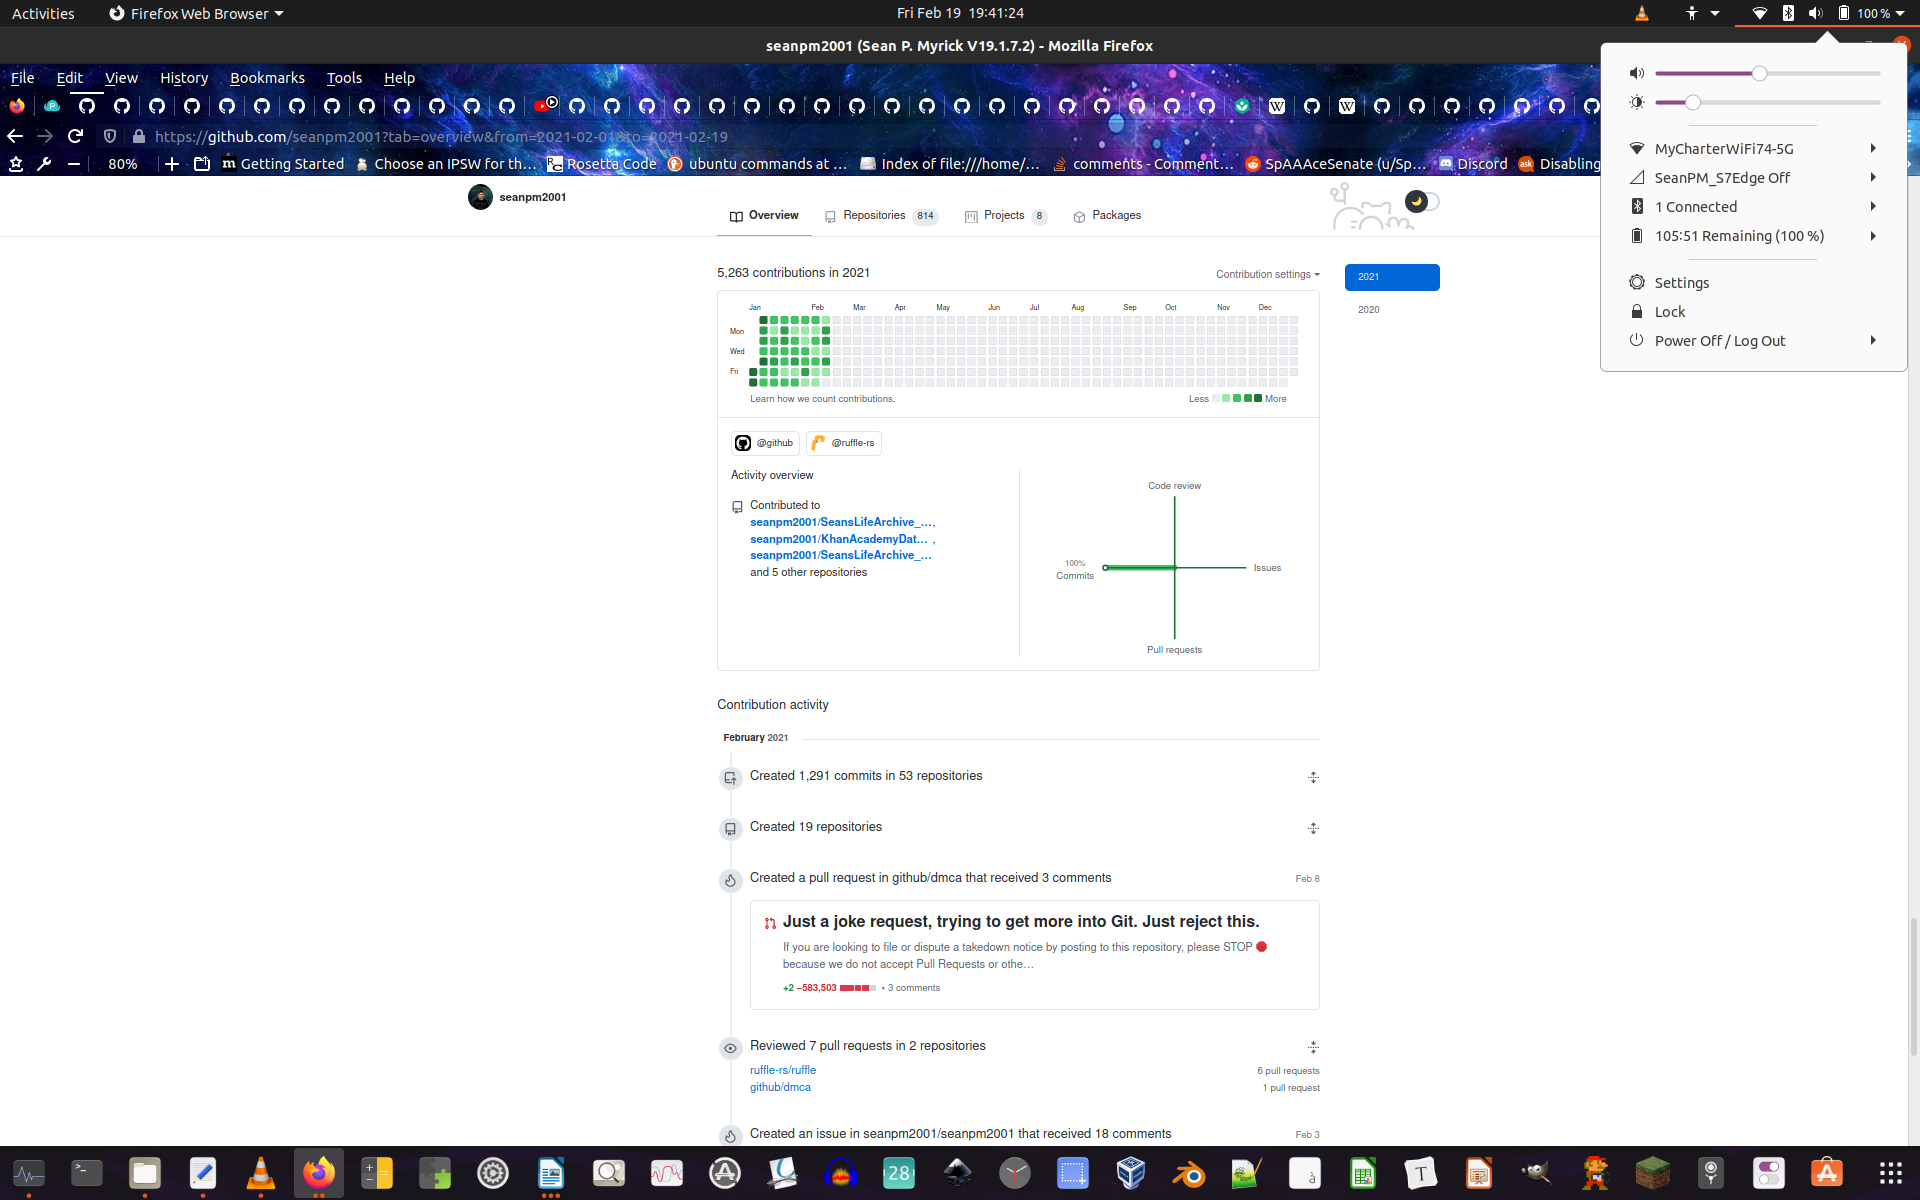 Activities
Firefox Web Browser
Fri Feb 19 19:41:24
100 %
seanpm2001 (Sean P. Myrick V19.1.7.2) - Mozilla Firefox
File Edit View History Bookmarks Tools Help
https://github.com/seanpm2001?tab=overview&from=2021-02-01&to=2021-02-19
80%
Getting Started
Choose an IPSW for th…
Rosetta Code
ubuntu commands at …
Index of file:///home/…
comments - Comment…
SpAAAceSenate (u/Sp…
Discord
Disabling
MyCharterWiFi74-5G
SeanPM_S7Edge Off
1 Connected
105:51 Remaining (100 %)
Settings
Lock
Power Off / Log Out
seanpm2001
Overview
Repositories 814
Projects 8
Packages
5,263 contributions in 2021
Contribution settings
2021
2020
Jan Feb Mar Apr May Jun Jul Aug Sep Oct Nov Dec
Mon
Wed
Fri
Learn how we count contributions.
Less More
@github
@ruffle-rs
Activity overview
Contributed to
seanpm2001/SeansLifeArchive_…,
seanpm2001/KhanAcademyDat… ,
seanpm2001/SeansLifeArchive_…
and 5 other repositories
Code review
100%
Commits
Issues
Pull requests
Contribution activity
February 2021
Created 1,291 commits in 53 repositories
Created 19 repositories
Created a pull request in github/dmca that received 3 comments
Feb 8
Just a joke request, trying to get more into Git. Just reject this.
If you are looking to file or dispute a takedown notice by posting to this repository, please STOP
because we do not accept Pull Requests or othe…
+2 −583,503 • 3 comments
Reviewed 7 pull requests in 2 repositories
ruffle-rs/ruffle
6 pull requests
github/dmca
1 pull request
Created an issue in seanpm2001/seanpm2001 that received 18 comments
Feb 3
28